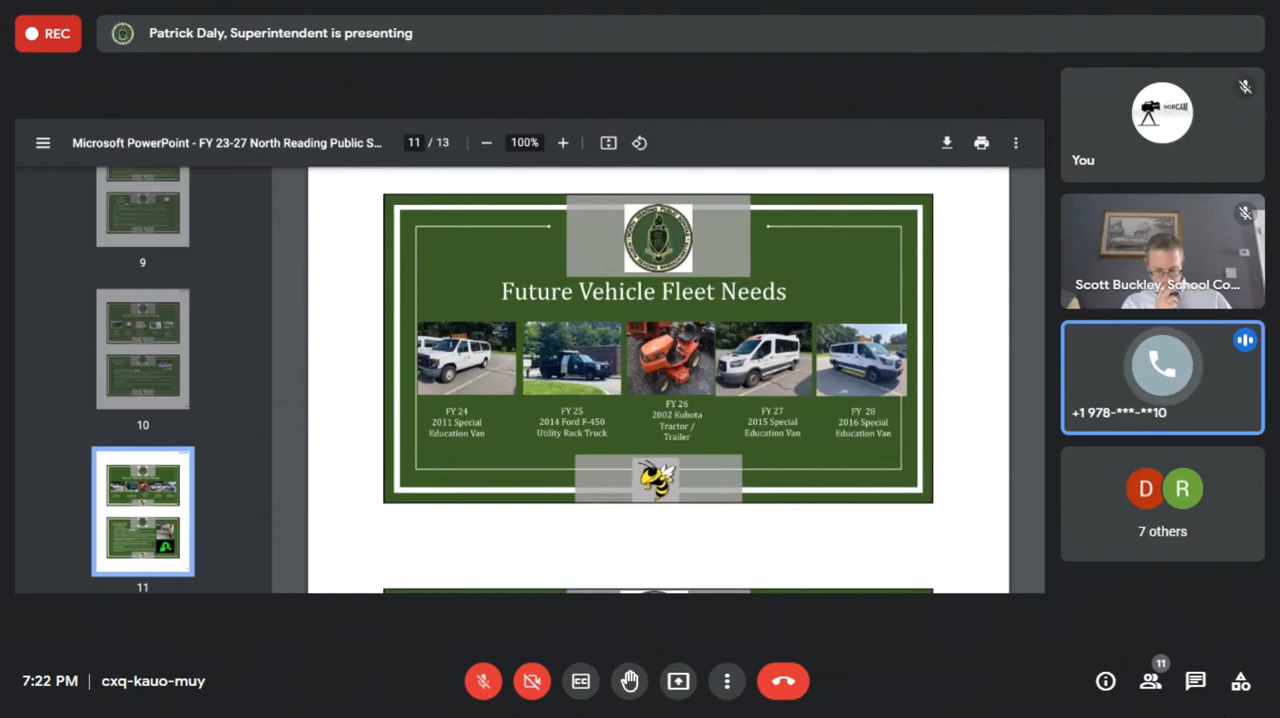 REC
Patrick Daly, Superintendent is presenting
Microsoft PowerPoint - FY 23-27 North Reading Public S...
11 / 13
100%
9
10
11
Future Vehicle Fleet Needs
FY 24
2011 Special
Education Van
FY 25
2014 Ford F-450
Utility Rack Truck
FY 26
2002 Kubota
Tractor /
Trailer
FY 27
2015 Special
Education Van
FY 28
2016 Special
Education Van
NORCAM
You
Scott Buckley, School Co...
+1 978-***-**10
D
R
7 others
7:22 PM | cxq-kauo-muy
CC
11